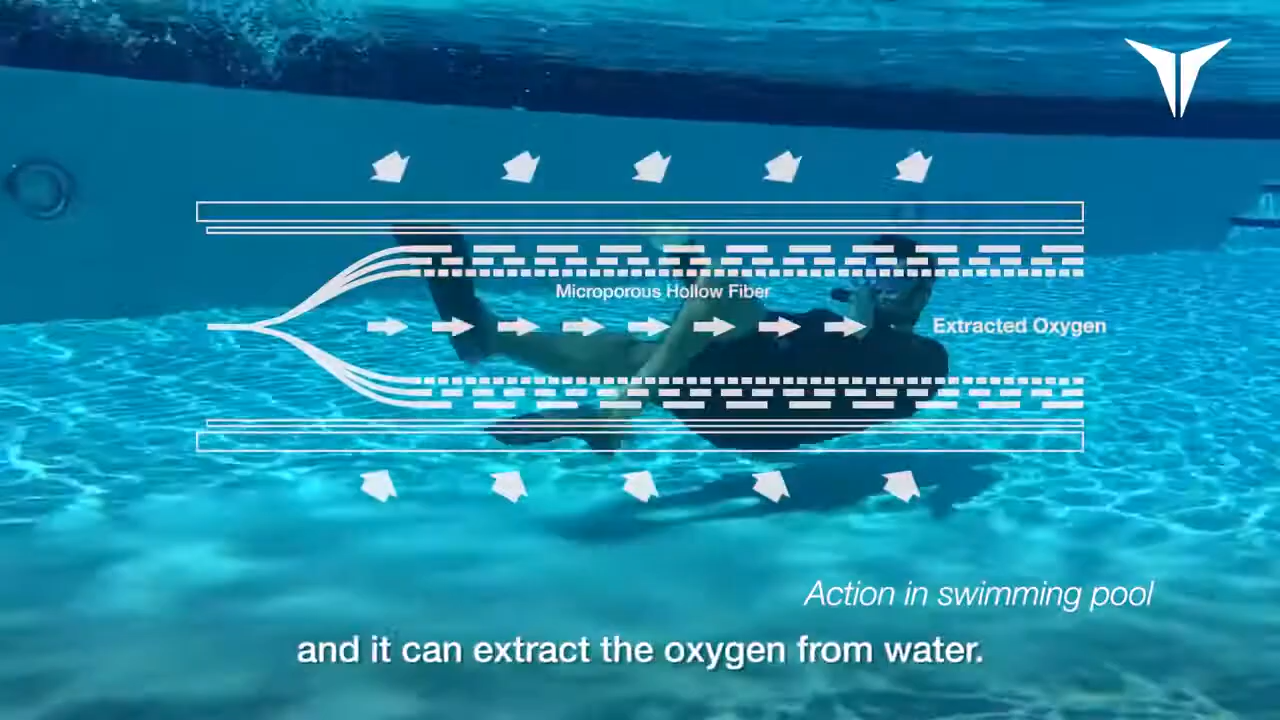 Microporous Hollow Fiber
Extracted Oxygen
Action in swimming pool
and it can extract the oxygen from water.